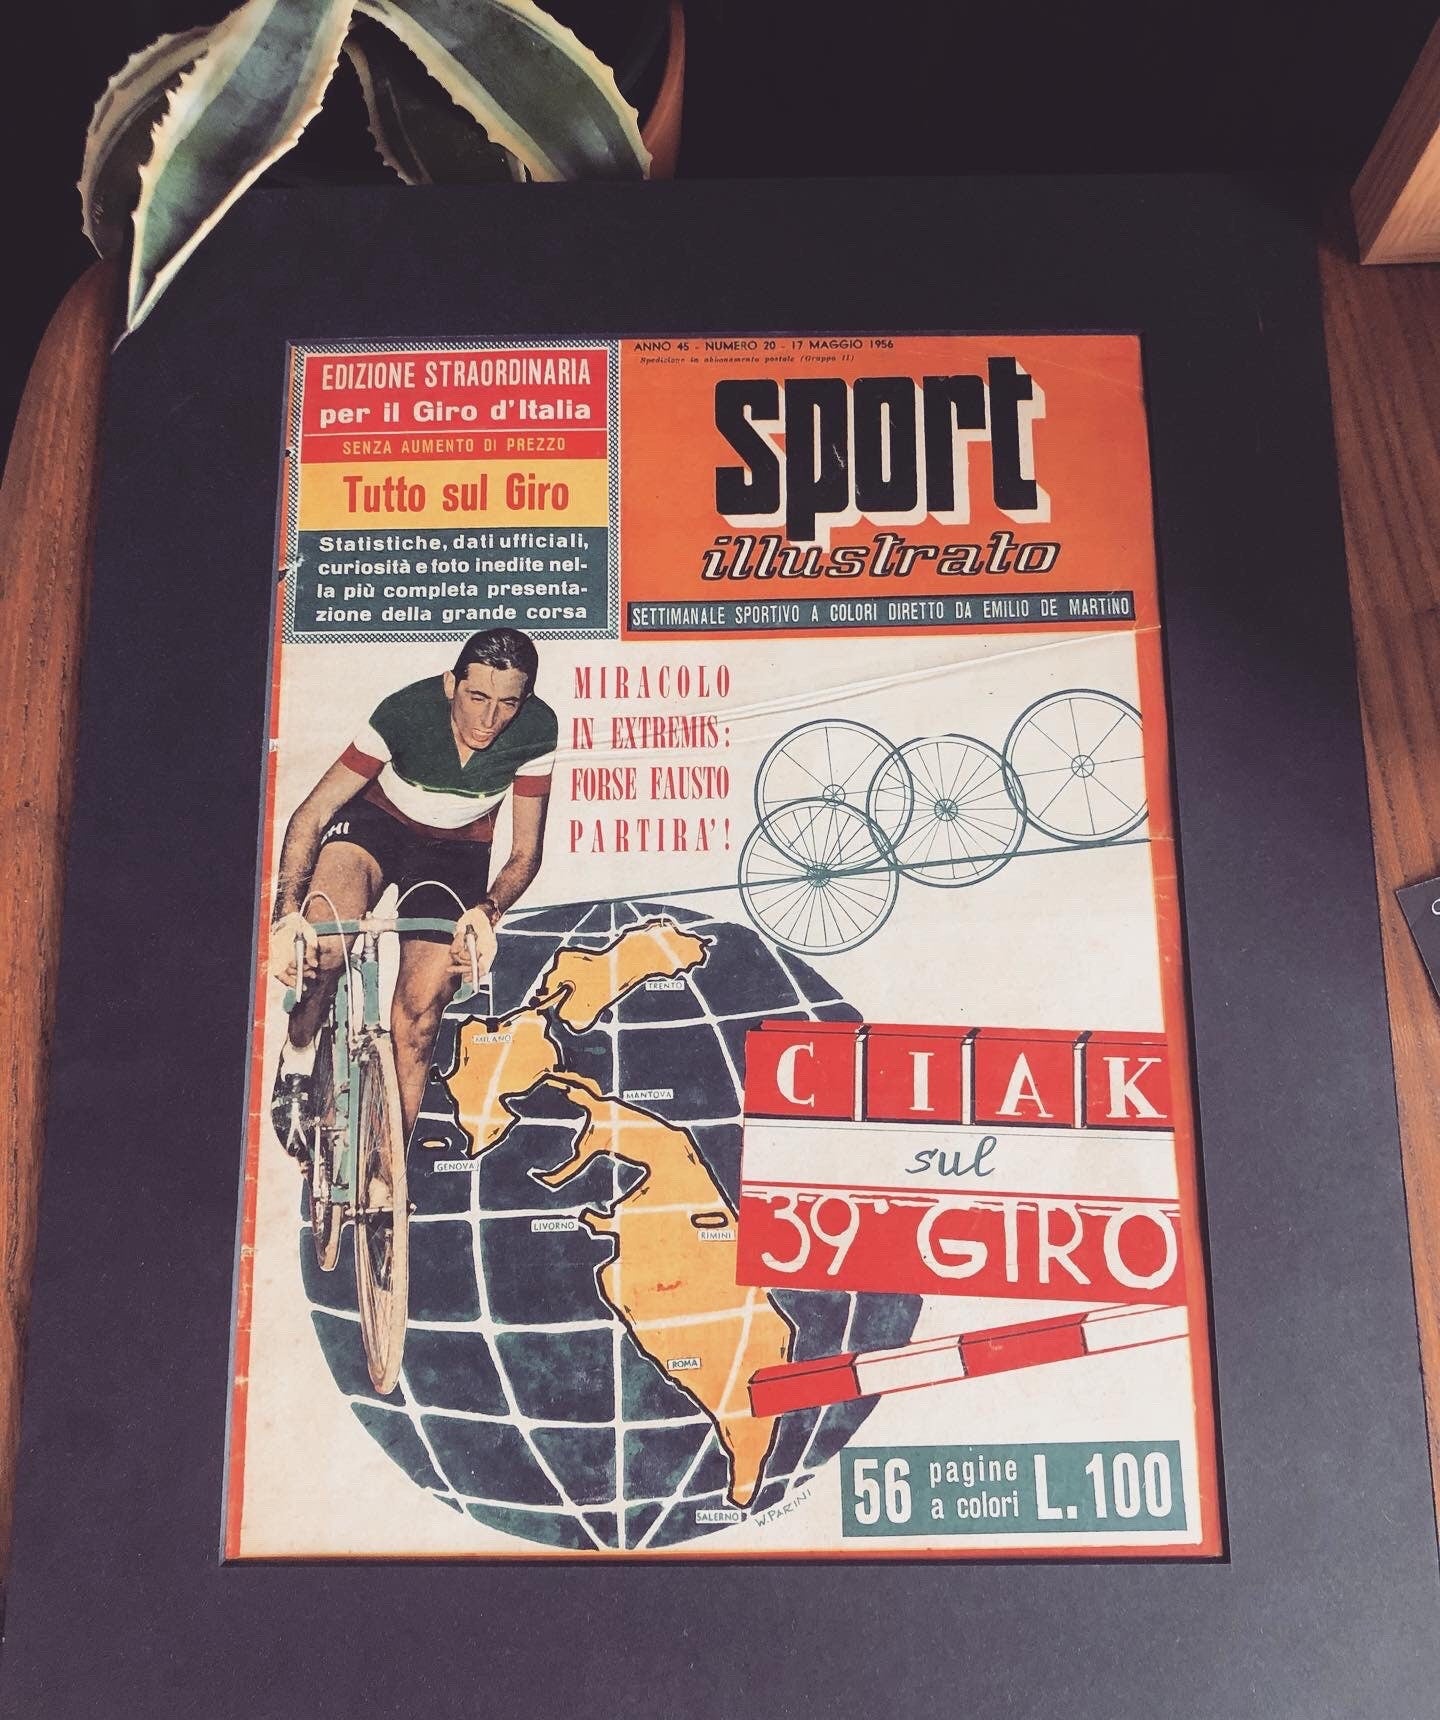 EDIZIONE STRAORDINARIA
per il Giro d'Italia
SENZA AUMENTO DI PREZZO
Tutto sul Giro
Statistiche, dati ufficiali,
curiosità e foto inedite nel-
la più completa presenta-
zione della grande corsa
ANNO 45 - NUMERO 20 - 17 MAGGIO 1956
Spedizione in abbonamento postale (Gruppo II)
sport
illustrato
SETTIMANALE SPORTIVO A COLORI DIRETTO DA EMILIO DE MARTINO
MIRACOLO
IN EXTREMIS:
FORSE FAUSTO
PARTIRA'!
TRENTO
MILANO
MANTOVA
GENOVA
LIVORNO
RIMINI
ROMA
SALERNO
W. PARINI
CIAK
sul
39° GIRO
56 pagine
a colori L. 100